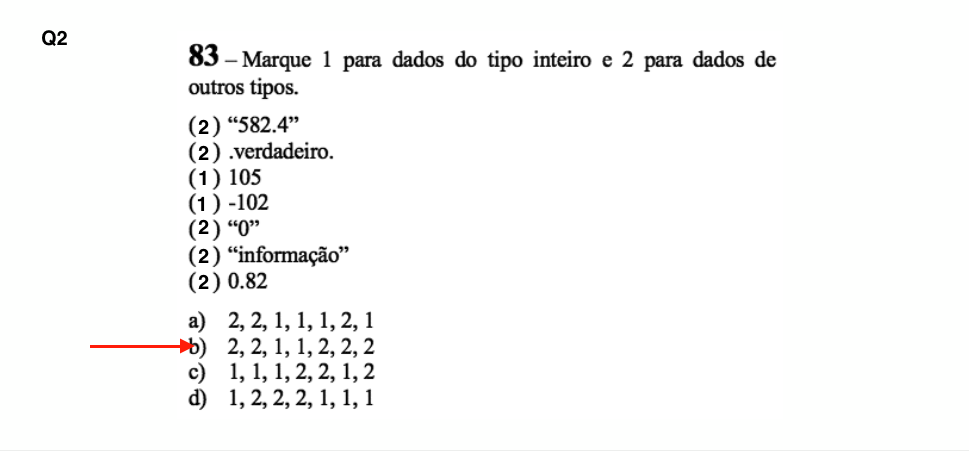 Q2
83 – Marque 1 para dados do tipo inteiro e 2 para dados de
outros tipos.
(2) “582.4”
(2) .verdadeiro.
(1) 105
(1) -102
(2) “0”
(2) “informação”
(2) 0.82
a) 2, 2, 1, 1, 1, 2, 1
b) 2, 2, 1, 1, 2, 2, 2
c) 1, 1, 1, 2, 2, 1, 2
d) 1, 2, 2, 2, 1, 1, 1